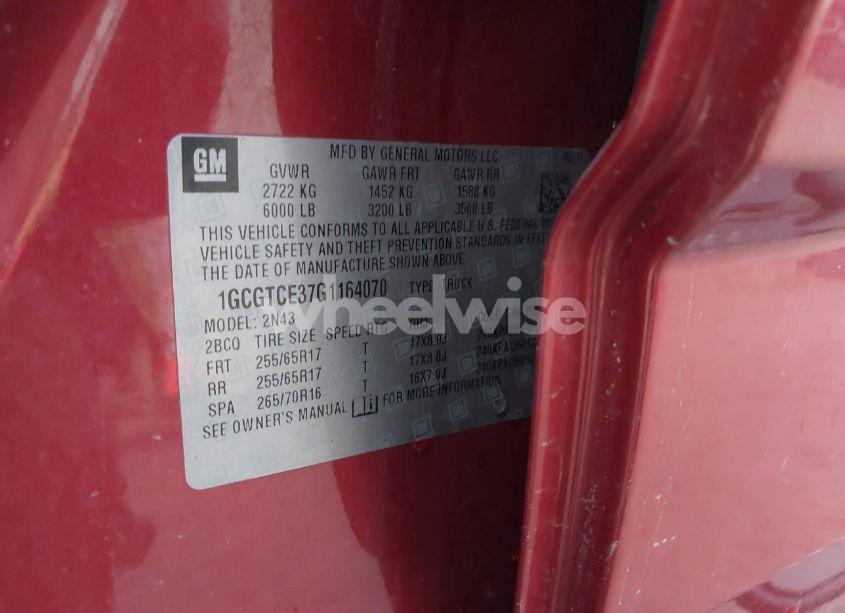 GM
MFD BY GENERAL MOTORS LLC
GVWR GAWR FRT GAWR RR
2722 KG 1452 KG 1588 KG
6000 LB 3200 LB 3500 LB
THIS VEHICLE CONFORMS TO ALL APPLICABLE U.S. FEDERAL
VEHICLE SAFETY AND THEFT PREVENTION STANDARDS IN EFFE
THE DATE OF MANUFACTURE SHOWN ABOVE
1GCGTCE37G1164070 TYPE: TRUCK
wheelwise
MODEL: 2N43
2BCO TIRE SIZE SPEED RTG RIM
FRT 255/65R17 T 17X8.0J
RR 255/65R17 T 17X8.0J
SPA 265/70R16 T 16X7.0J
SEE OWNER'S MANUAL FOR MORE INFORMATION